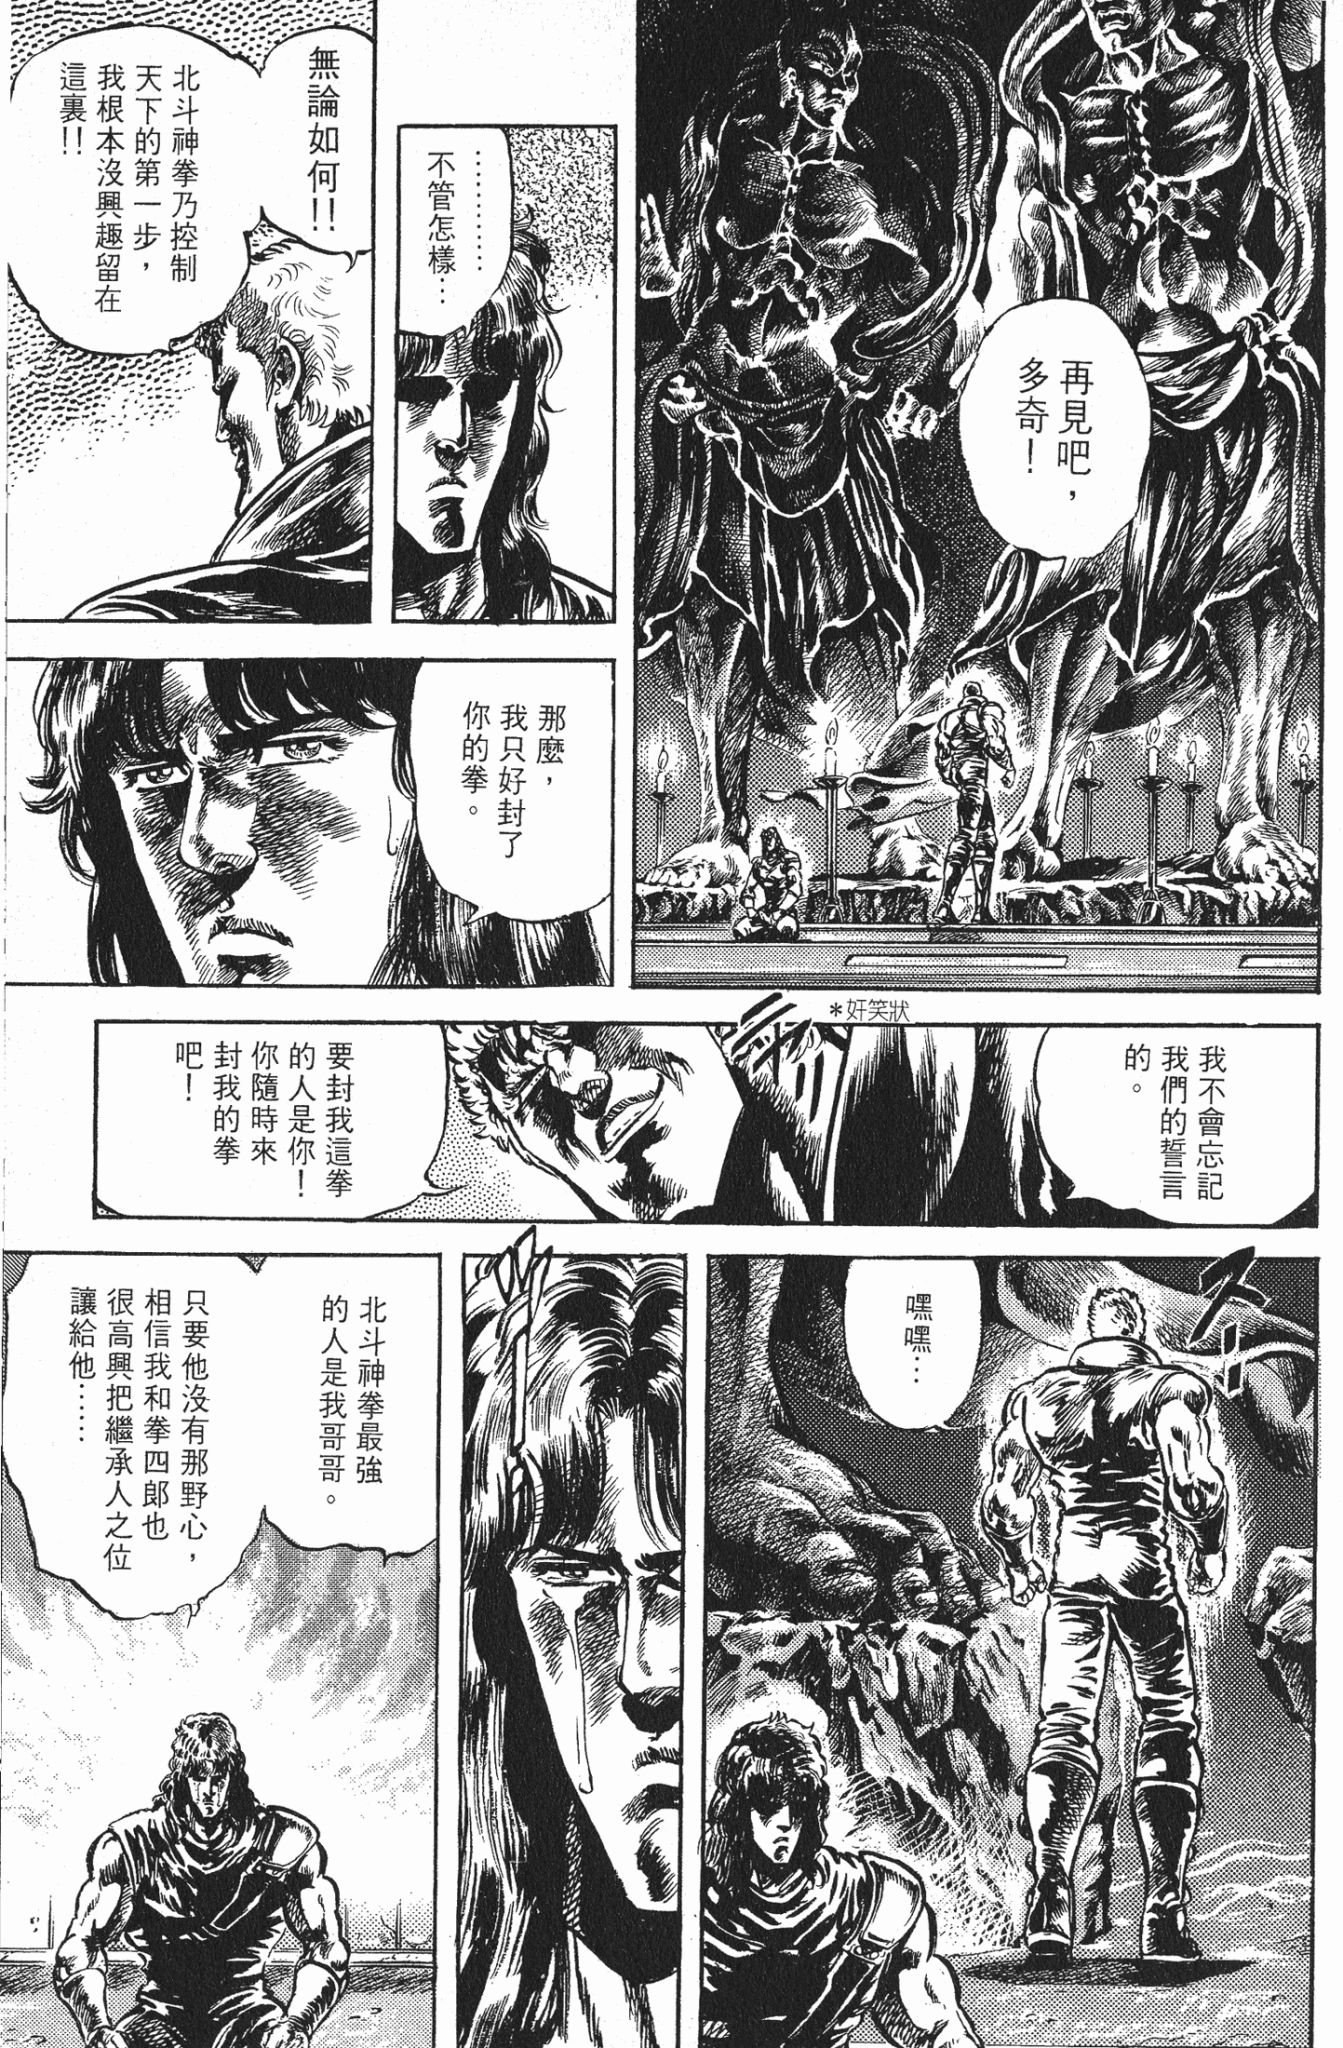 再見吧，
多奇！
………
不管怎樣…
無論如何!!
北斗神拳乃控制
天下的第一步，
我根本沒興趣留在
這裏!!
那麼，
我只好封了
你的拳。
我不會忘記
我們的誓言
的。
＊奸笑狀
要封我這拳
的人是你！
你隨時來
封我的拳
吧！
嘿嘿…
北斗神拳最強
的人是我哥哥。
只要他沒有那野心，
相信我和拳四郎也
很高興把繼承人之位
讓給他……